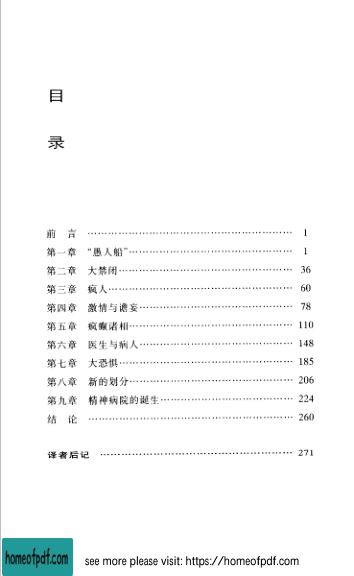 目
录
前 言 1
第一章 “愚人船” 1
第二章 大禁闭 36
第三章 疯人 60
第四章 激情与谵妄 78
第五章 疯癫诸相 110
第六章 医生与病人 148
第七章 大恐惧 185
第八章 新的划分 206
第九章 精神病院的诞生 224
结 论 260
译者后记 271
homeofpdf.com
see more please visit: https://homeofpdf.com